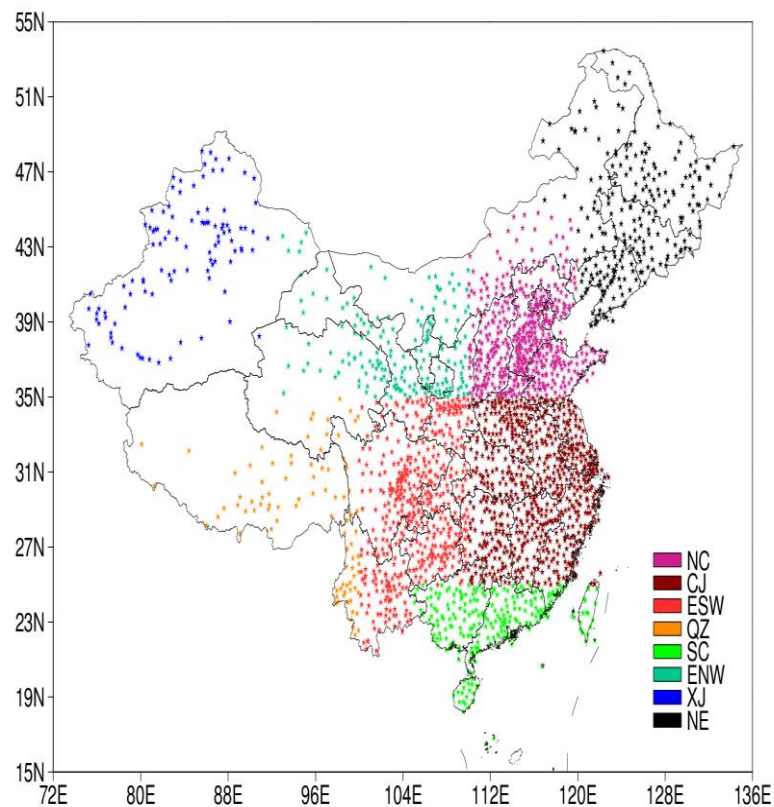 55N
51N
47N
43N
39N
35N
31N
27N
23N
19N
15N
NC
CJ
ESW
QZ
SC
ENW
XJ
NE
72E 80E 88E 96E 104E 112E 120E 128E 136E